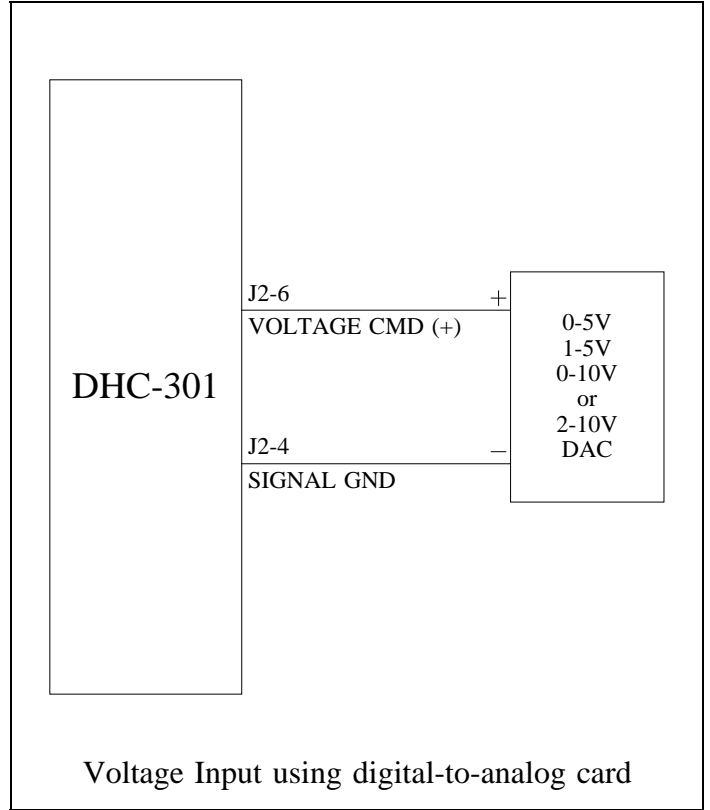 J2-6
+
VOLTAGE CMD (+)
DHC-301
0-5V
1-5V
0-10V
or
2-10V
DAC
J2-4
−
SIGNAL GND
Voltage Input using digital-to-analog card